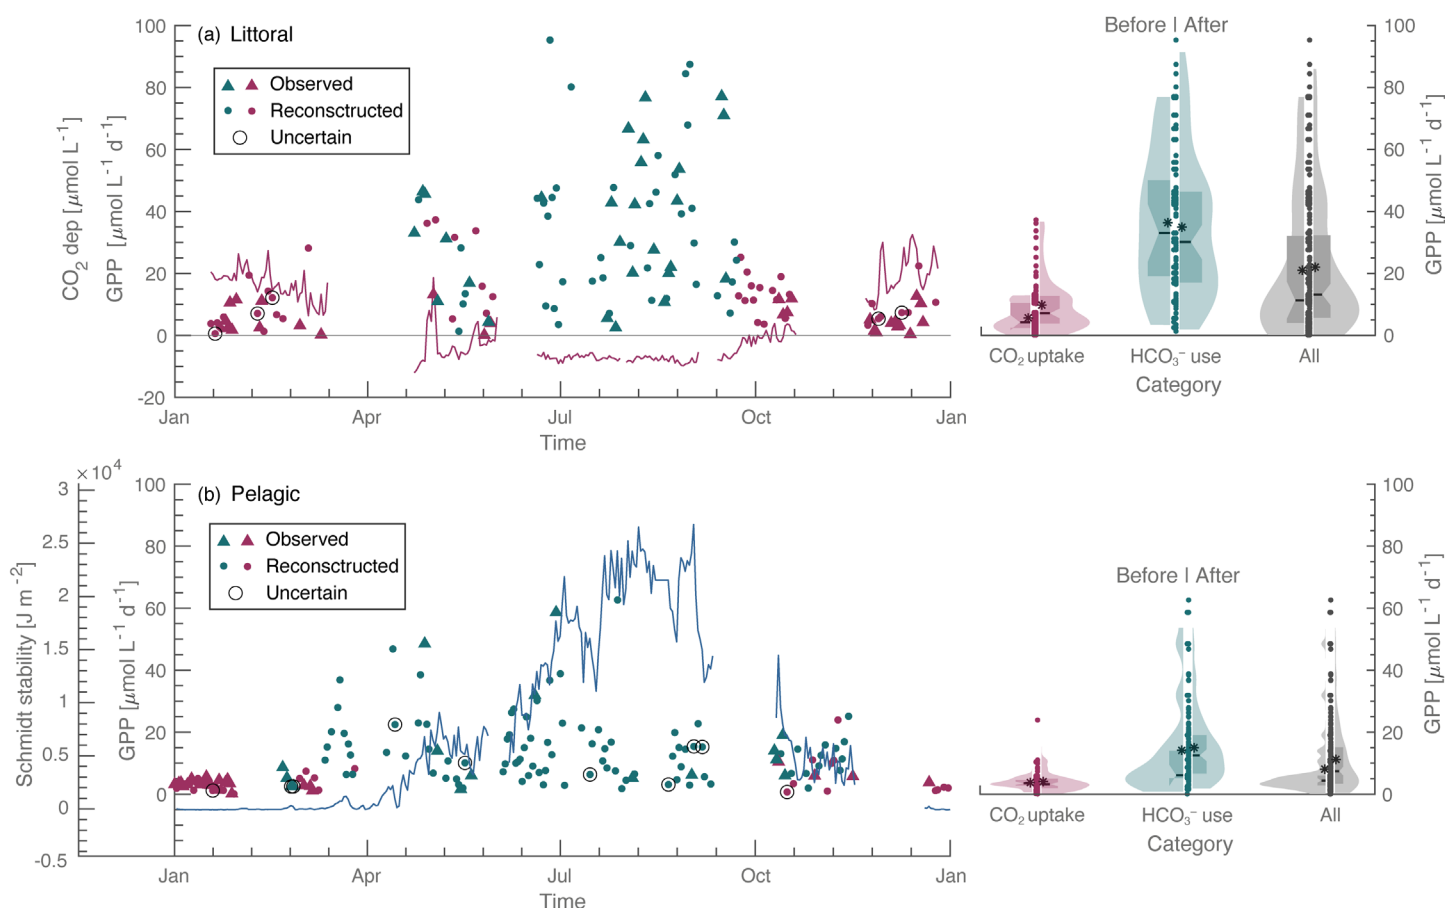 (a) Littoral
Observed
Reconsctructed
Uncertain
CO2 dep [μmol L-1]
GPP [μmol L-1 d-1]
100
80
60
40
20
0
-20
Jan
Apr
Jul
Oct
Jan
Time
Before | After
CO2 uptake
HCO3− use
All
Category
100
80
60
40
20
0
GPP [μmol L-1 d-1]
(b) Pelagic
Observed
Reconsctructed
Uncertain
×10^4
Schmidt stability [J m-2]
3
2.5
2
1.5
1
0.5
0
-0.5
GPP [μmol L-1 d-1]
100
80
60
40
20
0
Jan
Apr
Jul
Oct
Jan
Time
Before | After
CO2 uptake
HCO3− use
All
Category
100
80
60
40
20
0
GPP [μmol L-1 d-1]